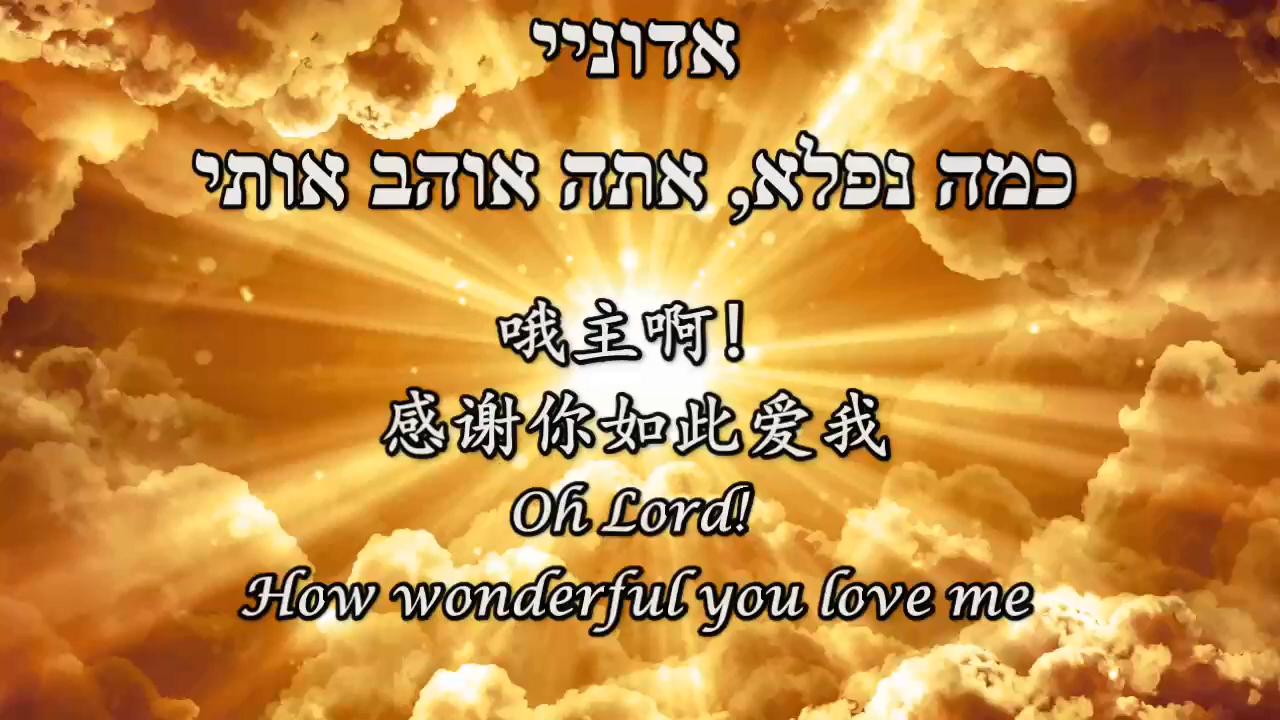 אדוניי
כמה נפלא, אתה אוהב אותי
哦主啊！
感谢你如此爱我
Oh Lord!
How wonderful you love me